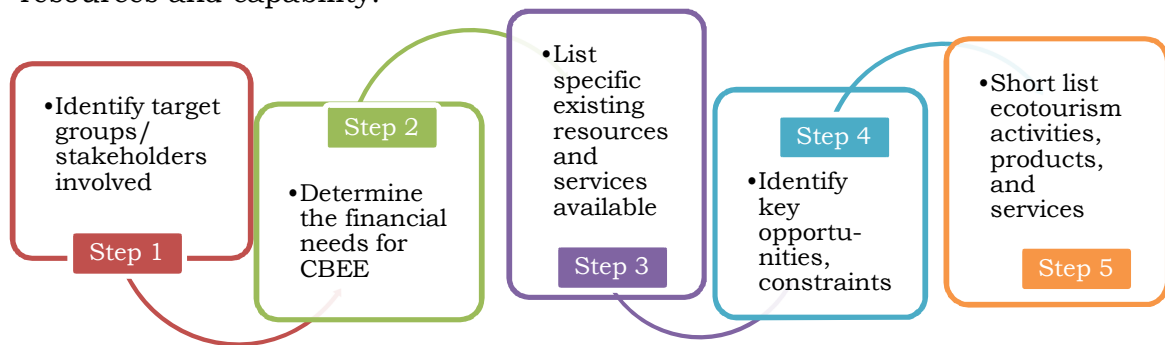 resources and capability.
•Identify target
groups/
stakeholders
involved
Step 1
Step 2
•Determine
the financial
needs for
CBEE
•List
specific
existing
resources
and
services
available
Step 3
Step 4
•Identify
key
opportu-
nities,
constraints
•Short list
ecotourism
activities,
products,
and
services
Step 5